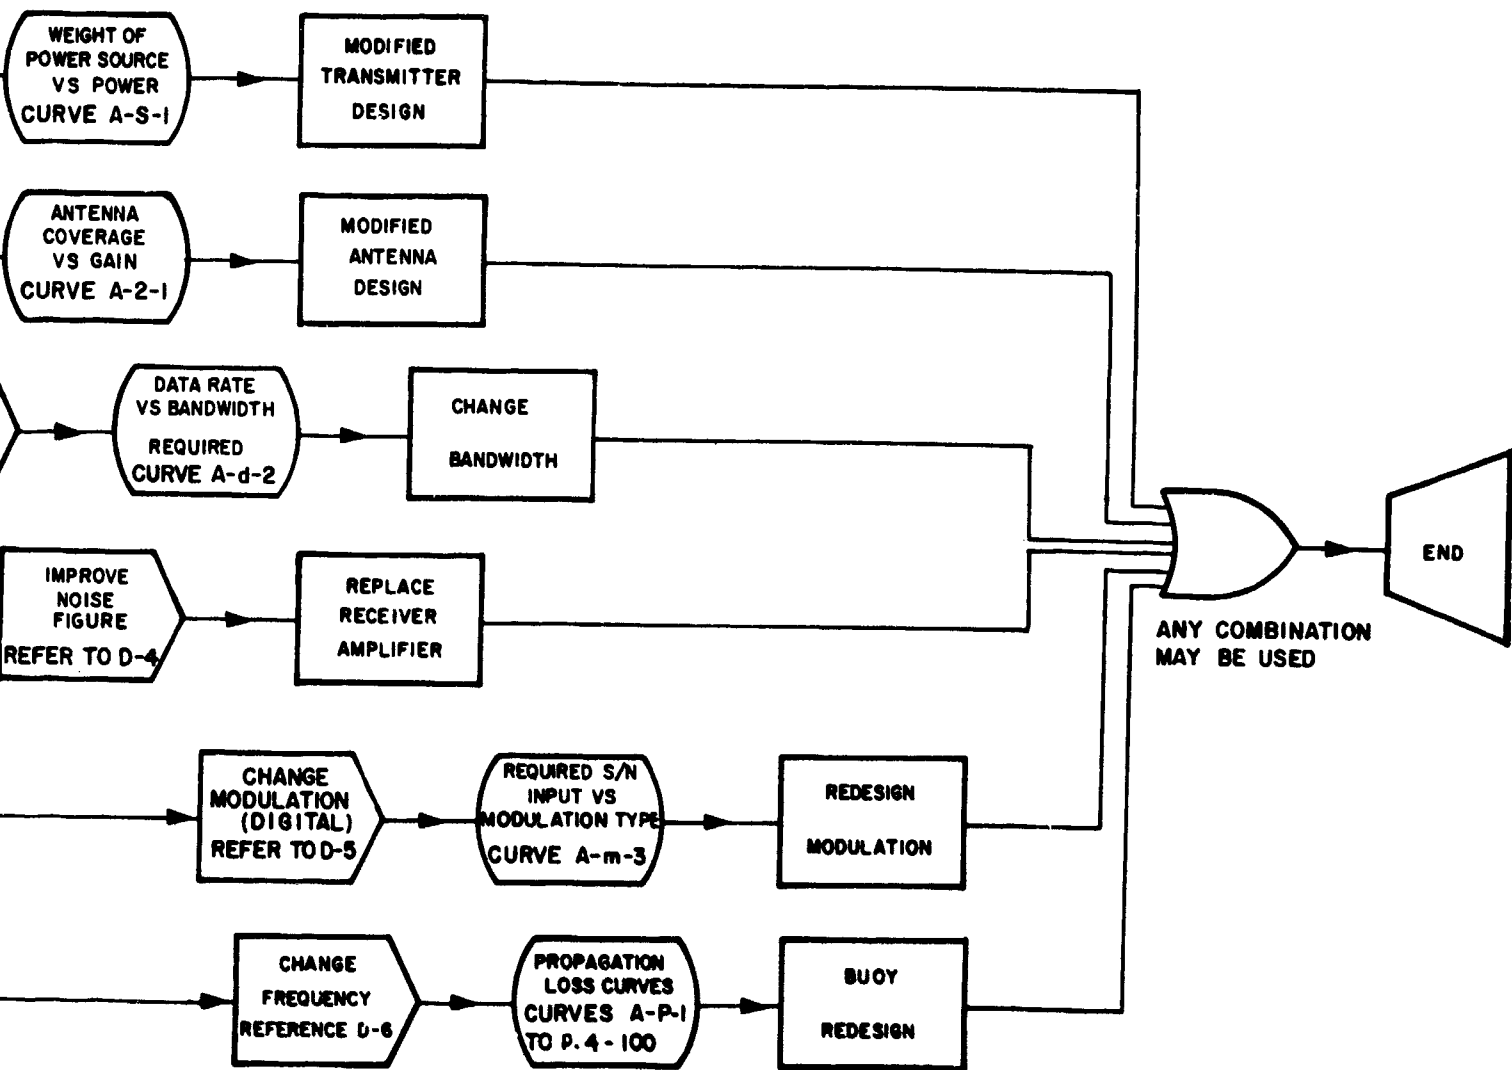 WEIGHT OF
POWER SOURCE
VS POWER
CURVE A-S-1
MODIFIED
TRANSMITTER
DESIGN
ANTENNA
COVERAGE
VS GAIN
CURVE A-2-1
MODIFIED
ANTENNA
DESIGN
DATA RATE
VS BANDWIDTH
REQUIRED
CURVE A-d-2
CHANGE
BANDWIDTH
IMPROVE
NOISE
FIGURE
REFER TO D-4
REPLACE
RECEIVER
AMPLIFIER
END
ANY COMBINATION
MAY BE USED
CHANGE
MODULATION
(DIGITAL)
REFER TO D-5
REQUIRED S/N
INPUT VS
MODULATION TYPE
CURVE A-m-3
REDESIGN
MODULATION
CHANGE
FREQUENCY
REFERENCE D-6
PROPAGATION
LOSS CURVES
CURVES A-P-1
TO P.4-100
BUOY
REDESIGN